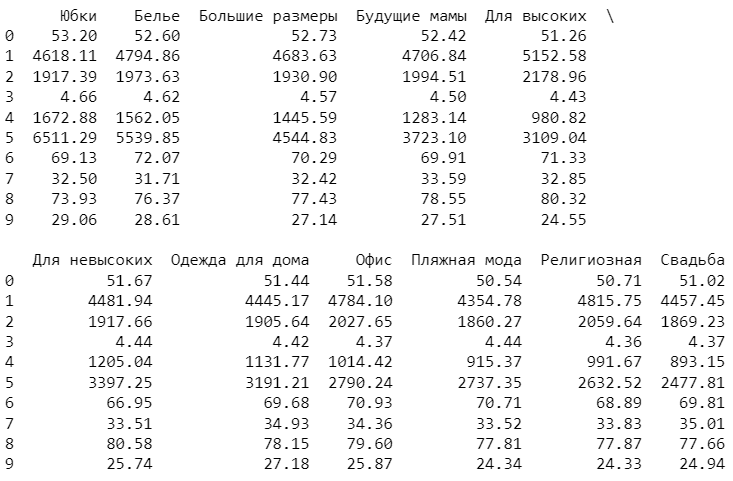 Юбки Белье Большие размеры Будущие мамы Для высоких \
0 53.20 52.60 52.73 52.42 51.26
1 4618.11 4794.86 4683.63 4706.84 5152.58
2 1917.39 1973.63 1930.90 1994.51 2178.96
3 4.66 4.62 4.57 4.50 4.43
4 1672.88 1562.05 1445.59 1283.14 980.82
5 6511.29 5539.85 4544.83 3723.10 3109.04
6 69.13 72.07 70.29 69.91 71.33
7 32.50 31.71 32.42 33.59 32.85
8 73.93 76.37 77.43 78.55 80.32
9 29.06 28.61 27.14 27.51 24.55
Для невысоких Одежда для дома Офис Пляжная мода Религиозная Свадьба
0 51.67 51.44 51.58 50.54 50.71 51.02
1 4481.94 4445.17 4784.10 4354.78 4815.75 4457.45
2 1917.66 1905.64 2027.65 1860.27 2059.64 1869.23
3 4.44 4.42 4.37 4.44 4.36 4.37
4 1205.04 1131.77 1014.42 915.37 991.67 893.15
5 3397.25 3191.21 2790.24 2737.35 2632.52 2477.81
6 66.95 69.68 70.93 70.71 68.89 69.81
7 33.51 34.93 34.36 33.52 33.83 35.01
8 80.58 78.15 79.60 77.81 77.87 77.66
9 25.74 27.18 25.87 24.34 24.33 24.94